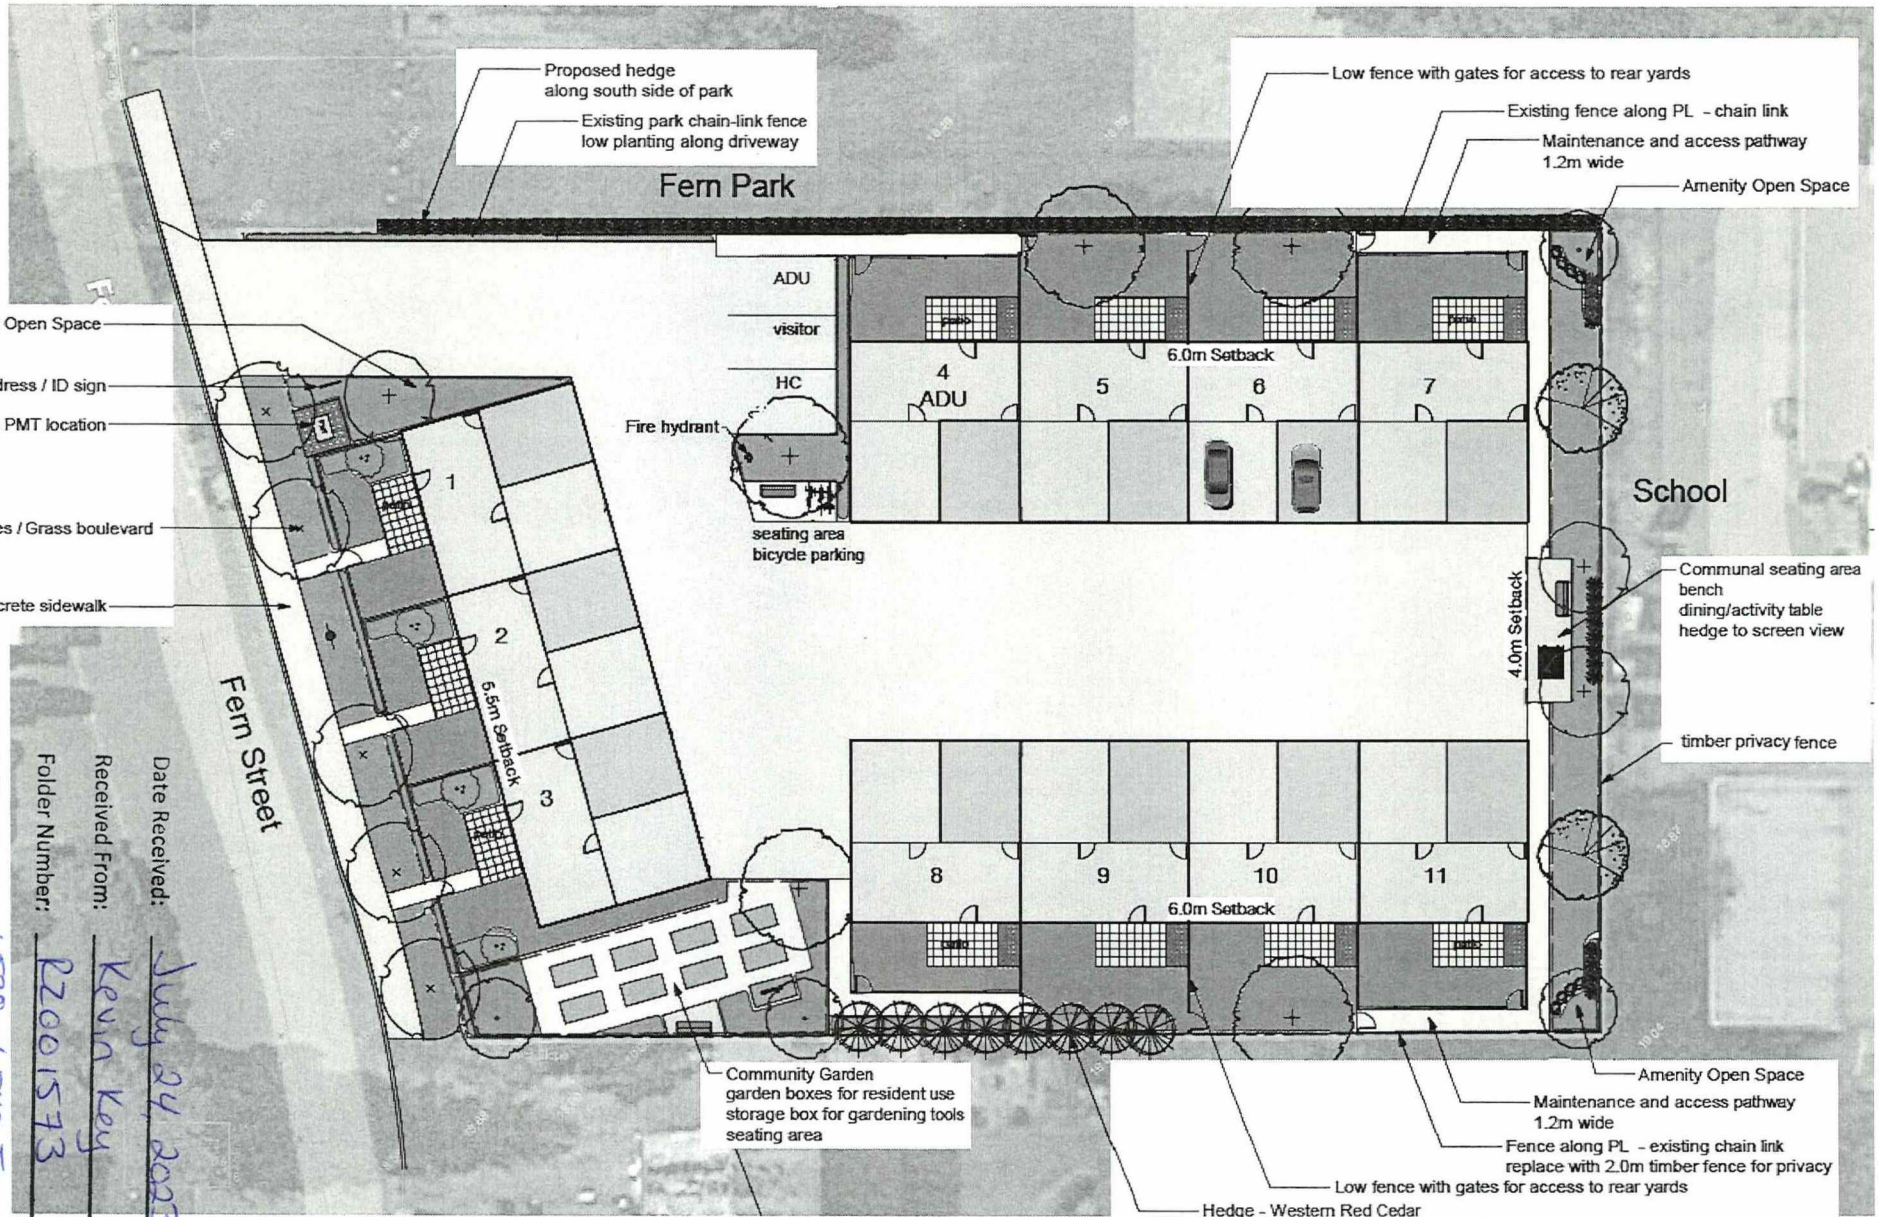 Proposed hedge
along south side of park
Existing park chain-link fence
low planting along driveway
Fern Park
Low fence with gates for access to rear yards
Existing fence along PL - chain link
Maintenance and access pathway
1.2m wide
Amenity Open Space
Open Space
dress / ID sign
PMT location
es / Grass boulevard
crete sidewalk
ADU
visitor
HC
Fire hydrant
seating area
bicycle parking
patio
patio
4
ADU
5
6.0m Setback
6
7
School
4.0m Setback
Communal seating area
bench
dining/activity table
hedge to screen view
timber privacy fence
1
2
5.5m Setback
3
Fern Street
8
9
10
11
6.0m Setback
patio
patio
Community Garden
garden boxes for resident use
storage box for gardening tools
seating area
Amenity Open Space
Maintenance and access pathway
1.2m wide
Fence along PL - existing chain link
replace with 2.0m timber fence for privacy
Low fence with gates for access to rear yards
Hedge - Western Red Cedar
Date Received: July 24, 202
Received From: Kevin Key
Folder Number: RZ001573